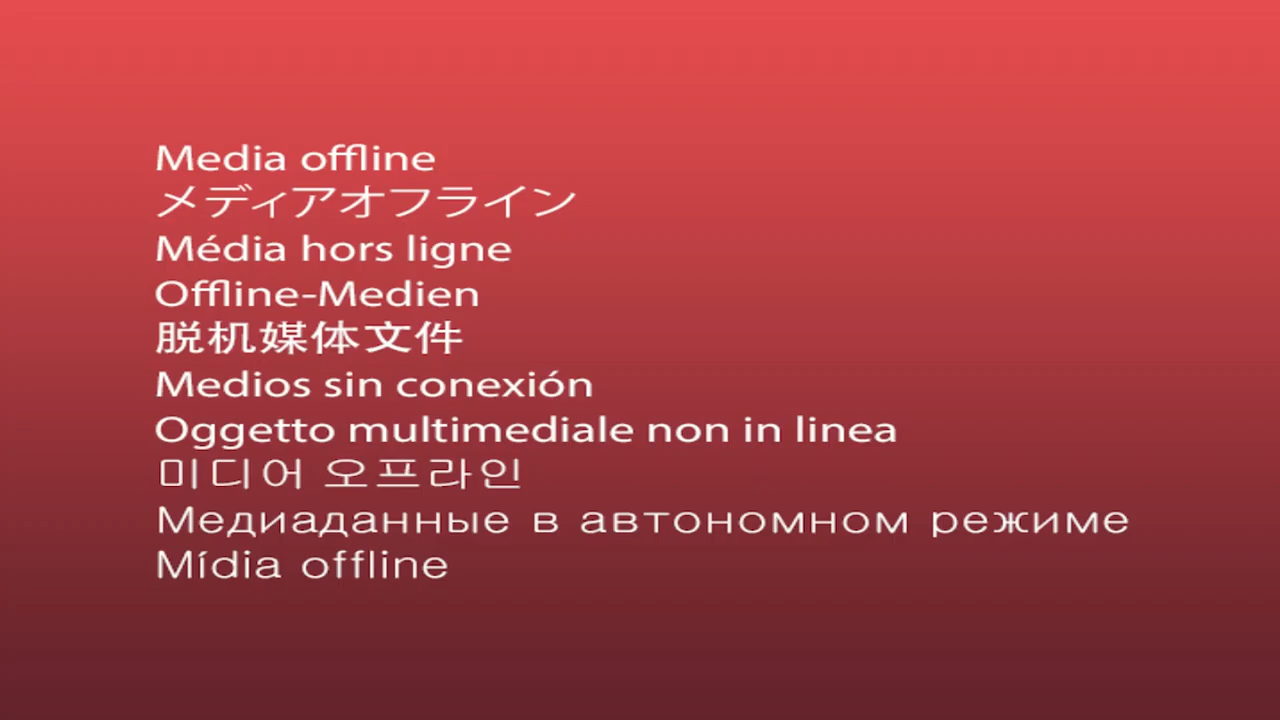 Media offline
メディアオフライン
Média hors ligne
Offline-Medien
脱机媒体文件
Medios sin conexión
Oggetto multimediale non in linea
미디어 오프라인
Медиаданные в автономном режиме
Mídia offline